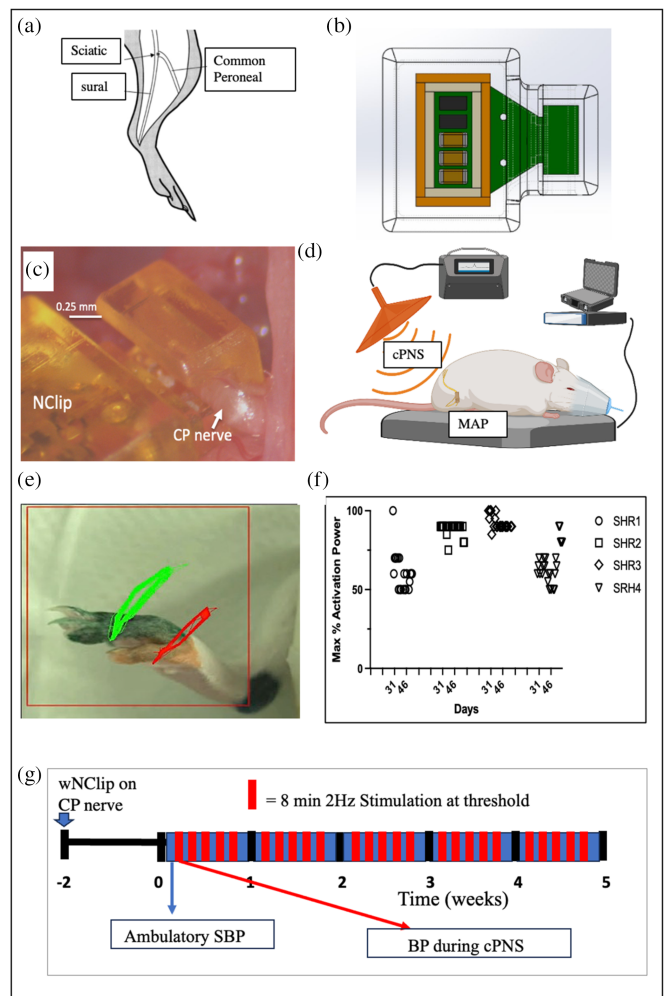 (a)
Sciatic
Common
Peroneal
sural
(b)
(c)
0.25 mm
NClip
CP nerve
(d)
cPNS
MAP
(e)
(f)
Max % Activation Power
100
50
0
31
46
31
46
31
46
31
46
Days
SHR1
SHR2
SHR3
SRH4
(g)
wNClip on
CP nerve
= 8 min 2Hz Stimulation at threshold
-2
0
1
2
3
4
5
Time (weeks)
Ambulatory SBP
BP during cPNS